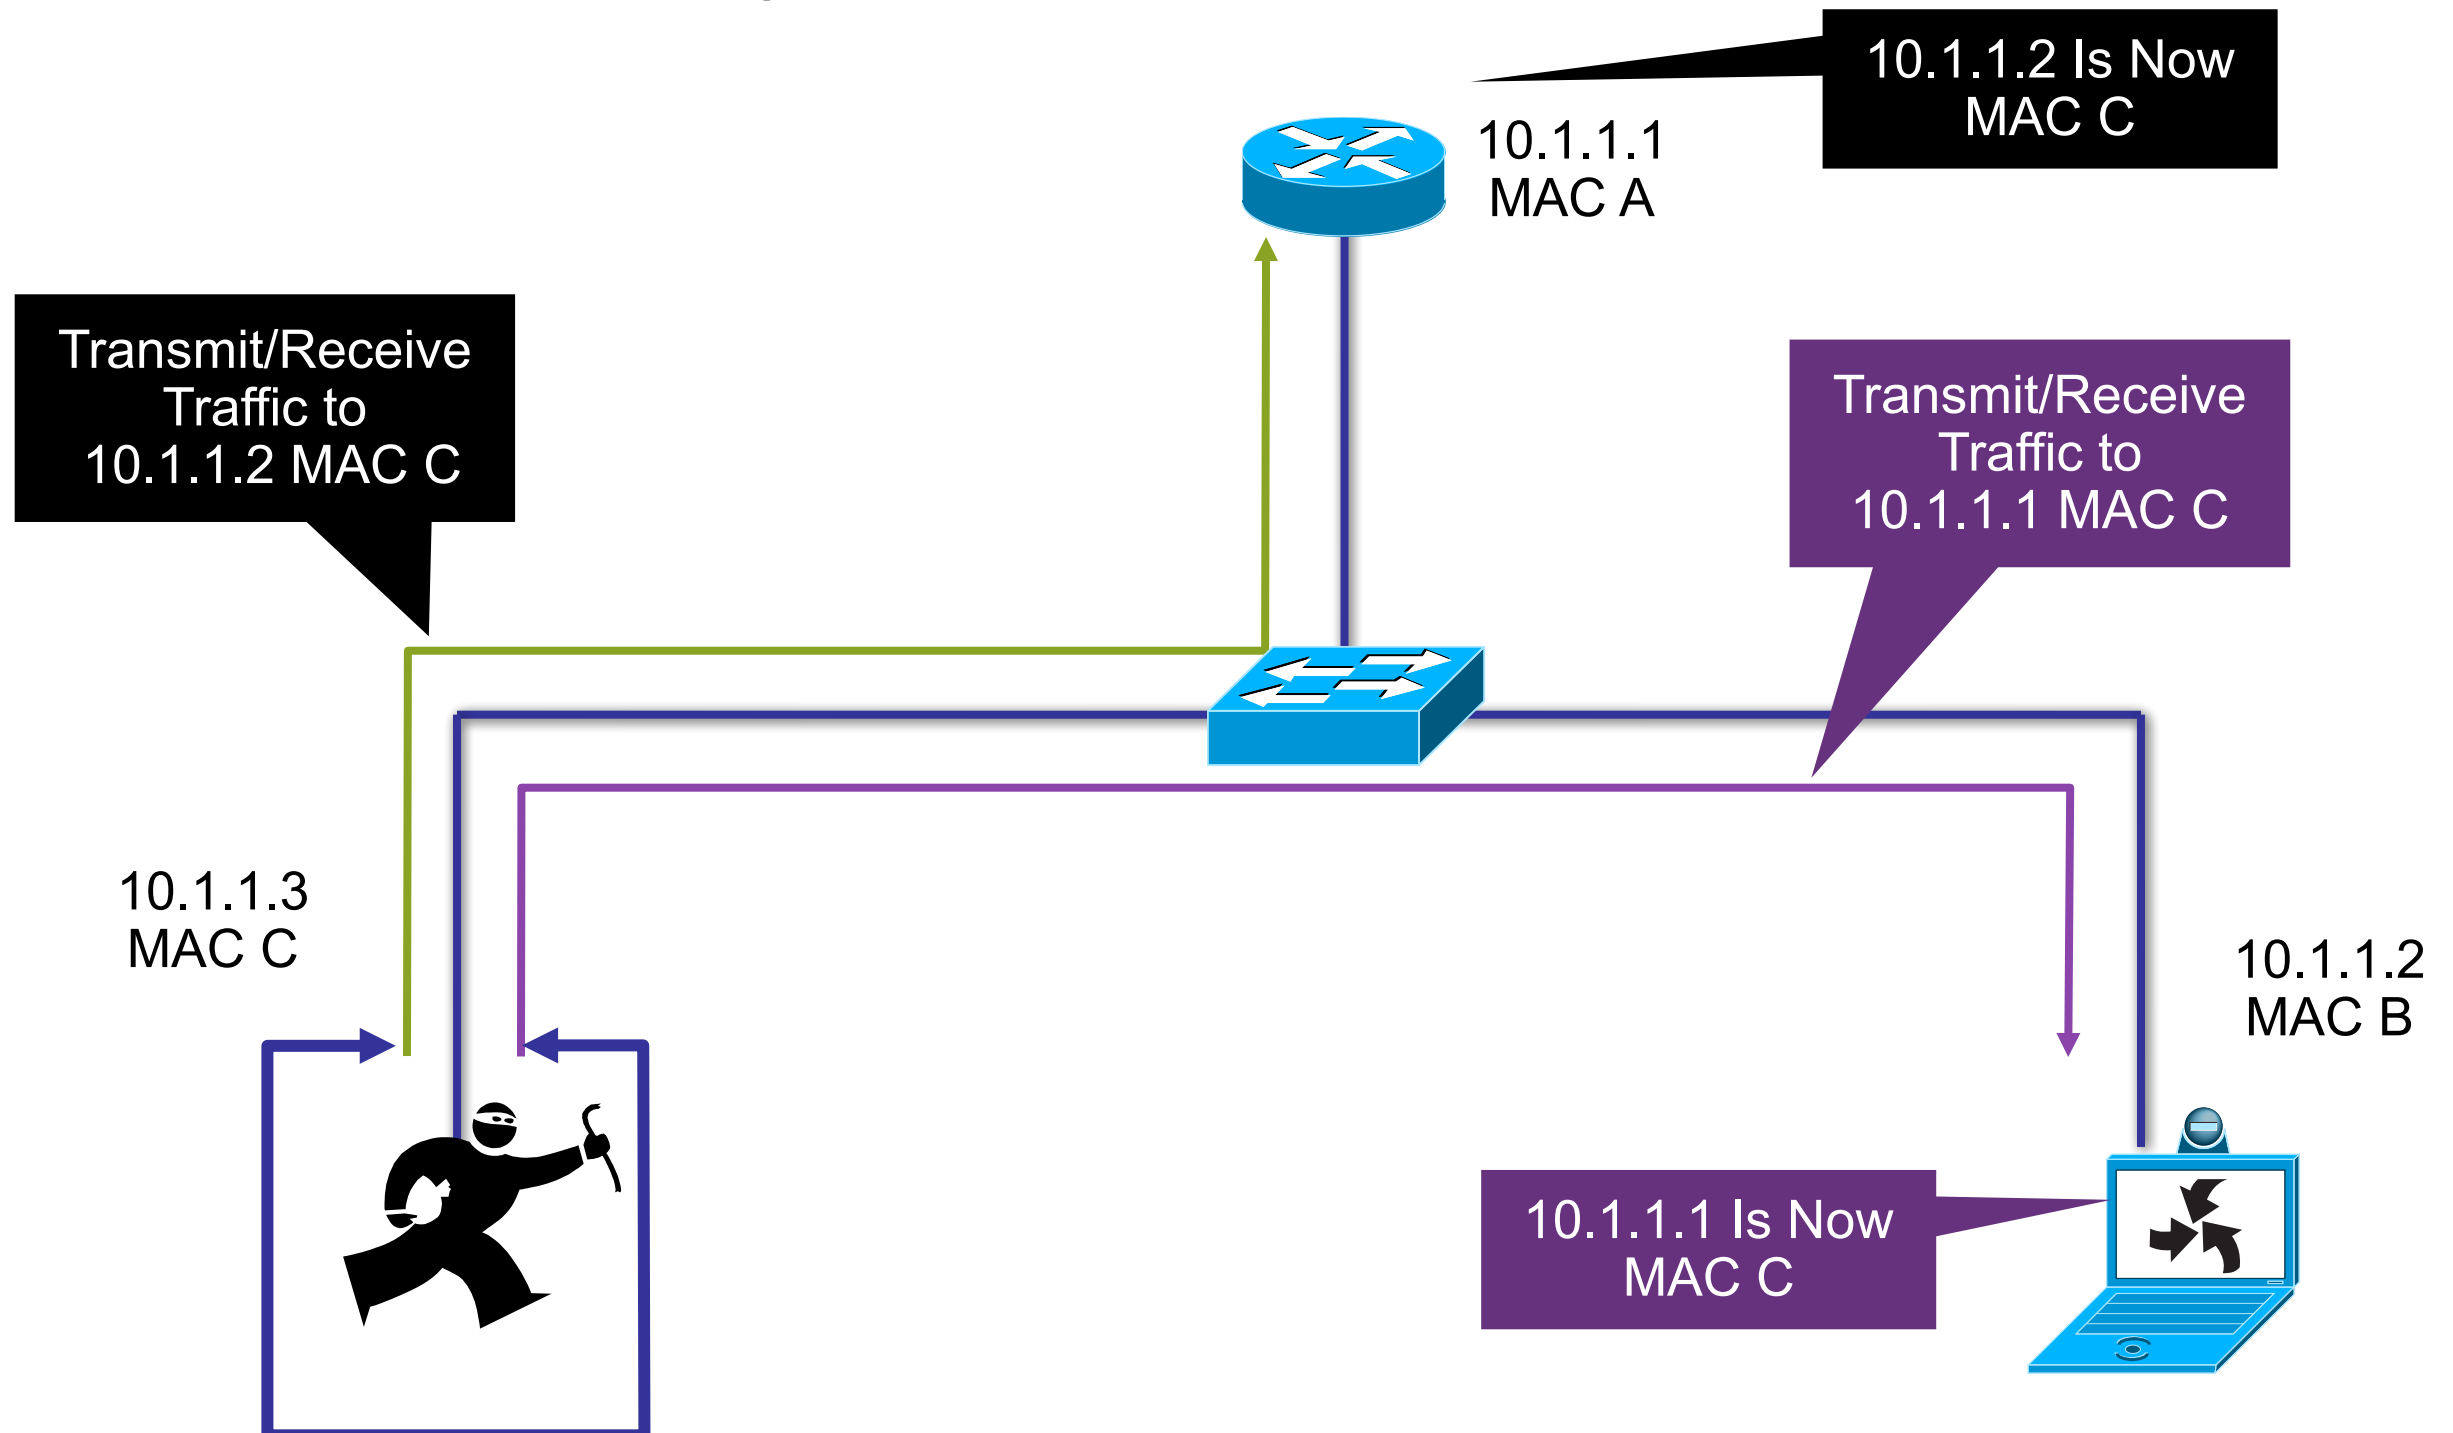 10.1.1.2 Is Now
MAC C
10.1.1.1
MAC A
Transmit/Receive
Traffic to
10.1.1.2 MAC C
Transmit/Receive
Traffic to
10.1.1.1 MAC C
10.1.1.3
MAC C
10.1.1.2
MAC B
10.1.1.1 Is Now
MAC C